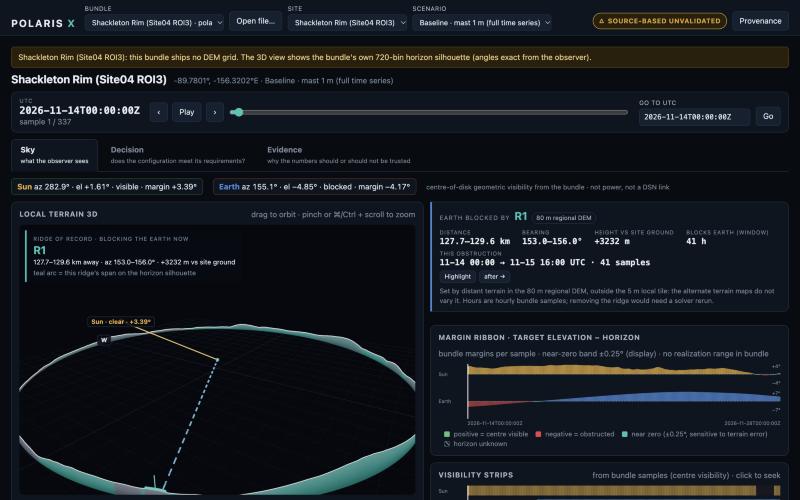 POLARIS X
BUNDLE
Shackleton Rim (Site04 ROI3) · pola
Open file...
SITE
Shackleton Rim (Site04 ROI3)
SCENARIO
Baseline · mast 1 m (full time series)
⚠ SOURCE-BASED UNVALIDATED
Provenance
Shackleton Rim (Site04 ROI3): this bundle ships no DEM grid. The 3D view shows the bundle's own 720-bin horizon silhouette (angles exact from the observer).
Shackleton Rim (Site04 ROI3) -89.7801°, -156.3202°E · Baseline · mast 1 m (full time series)
UTC
2026-11-14T00:00:00Z
sample 1 / 337
‹
Play
›
GO TO UTC
2026-11-14T00:00:00Z
Go
Sky
what the observer sees
Decision
does the configuration meet its requirements?
Evidence
why the numbers should or should not be trusted
Sun az 282.9° · el +1.61° · visible · margin +3.39°
Earth az 155.1° · el −4.85° · blocked · margin −4.17°
centre-of-disk geometric visibility from the bundle · not power, not a DSN link
LOCAL TERRAIN 3D
drag to orbit · pinch or ⌘/Ctrl + scroll to zoom
RIDGE OF RECORD · BLOCKING THE EARTH NOW
R1
127.7–129.6 km away · az 153.0–156.0° · +3232 m vs site ground
teal arc = this ridge's span on the horizon silhouette
Sun · clear · +3.39°
W
EARTH BLOCKED BY R1 80 m regional DEM
DISTANCE
127.7–129.6 km
BEARING
153.0–156.0°
HEIGHT VS SITE GROUND
+3232 m
BLOCKS EARTH (WINDOW)
41 h
THIS OBSTRUCTION
11-14 00:00 → 11-15 16:00 UTC · 41 samples
Highlight
after →
Set by distant terrain in the 80 m regional DEM, outside the 5 m local tile: the alternate terrain maps do not
vary it. Hours are hourly bundle samples; removing the ridge would need a solver rerun.
MARGIN RIBBON · TARGET ELEVATION − HORIZON
bundle margins per sample · near-zero band ±0.25° (display) · no realization range in bundle
Sun
+4°
−4°
Earth
+7°
−7°
2026-11-14T00:00:00Z
2026-11-28T00:00:00Z
positive = centre visible
negative = obstructed
near zero (±0.25°, sensitive to terrain error)
horizon unknown
VISIBILITY STRIPS
from bundle samples (centre visibility) · click to seek
Sun